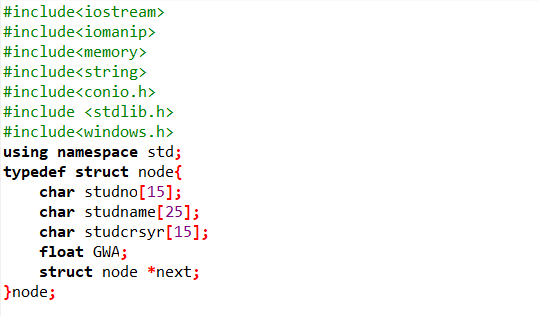 #include<iostream>
#include<iomanip>
#include<memory>
#include<string>
#include<conio.h>
#include <stdlib.h>
#include<windows.h>
using namespace std;
typedef struct node{
    char studno[15];
    char studname[25];
    char studcrsyr[15];
    float GWA;
    struct node *next;
}node;